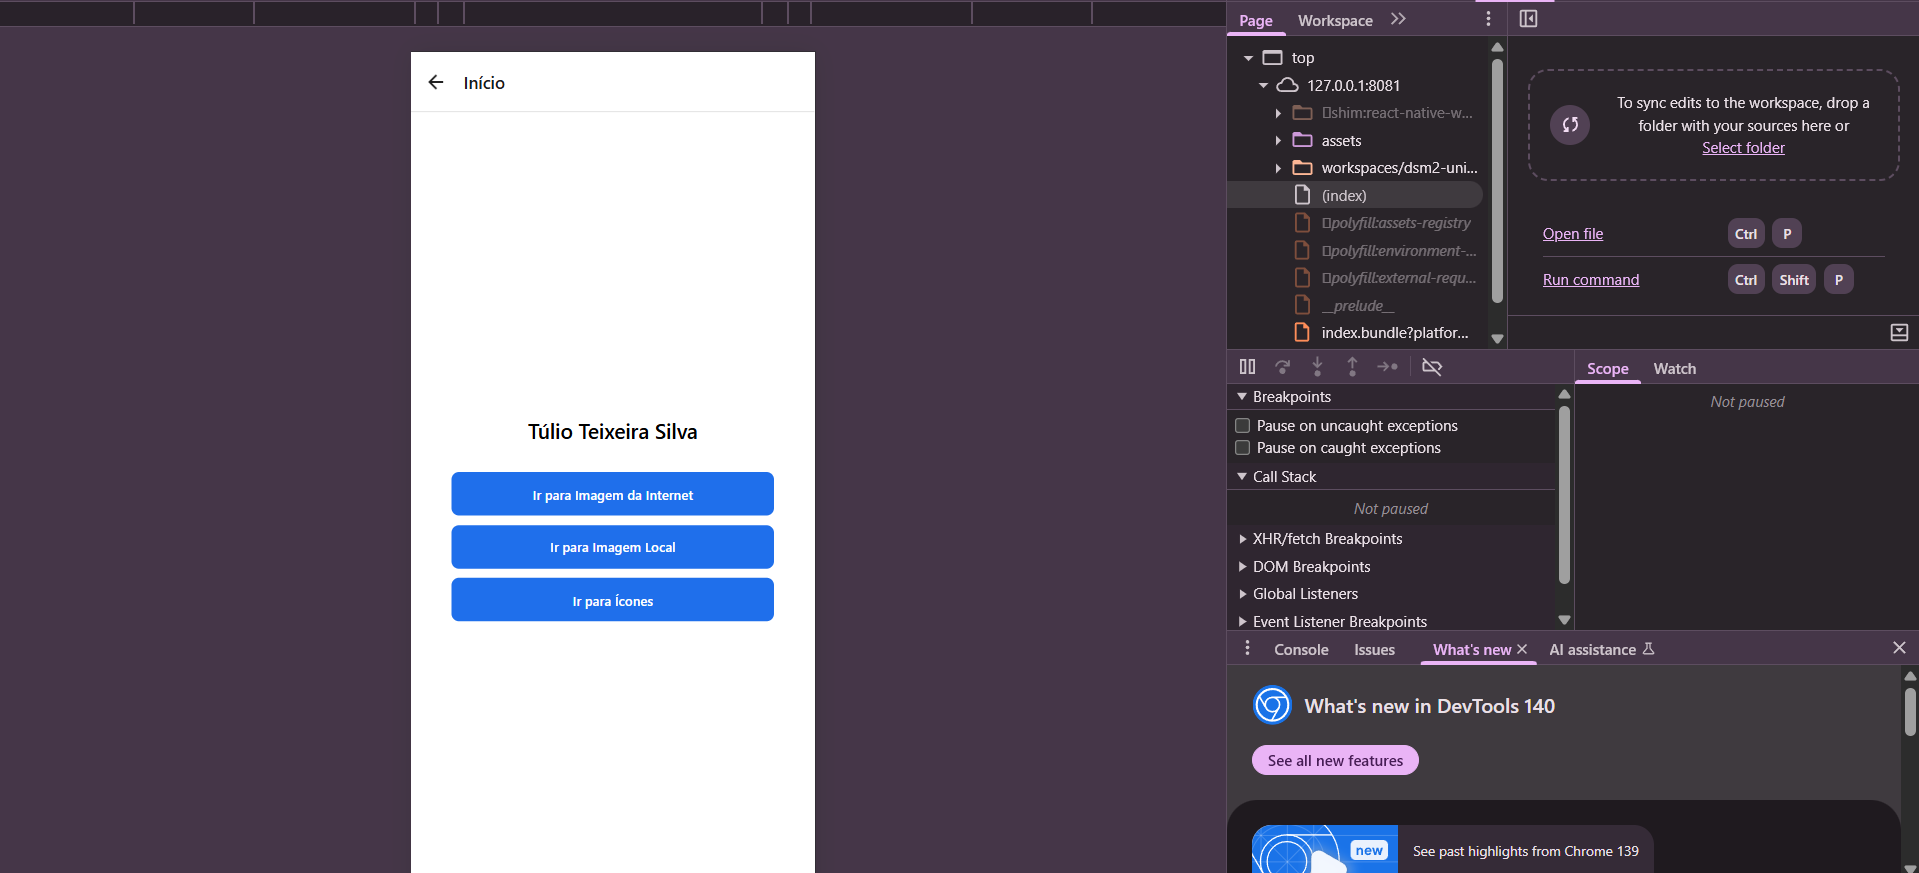 Início
Túlio Teixeira Silva
Ir para Imagem da Internet
Ir para Imagem Local
Ir para Ícones
Page
Workspace
top
127.0.0.1:8081
shim:react-native-w...
assets
workspaces/dsm2-uni...
(index)
polyfill:assets-registry
polyfill:environment-...
polyfill:external-requ...
__prelude__
index.bundle?platfor...
To sync edits to the workspace, drop a
folder with your sources here or
Select folder
Open file Ctrl P
Run command Ctrl Shift P
Breakpoints
Pause on uncaught exceptions
Pause on caught exceptions
Call Stack
Not paused
XHR/fetch Breakpoints
DOM Breakpoints
Global Listeners
Event Listener Breakpoints
Scope
Watch
Not paused
Console
Issues
What's new
AI assistance
What's new in DevTools 140
See all new features
new
See past highlights from Chrome 139